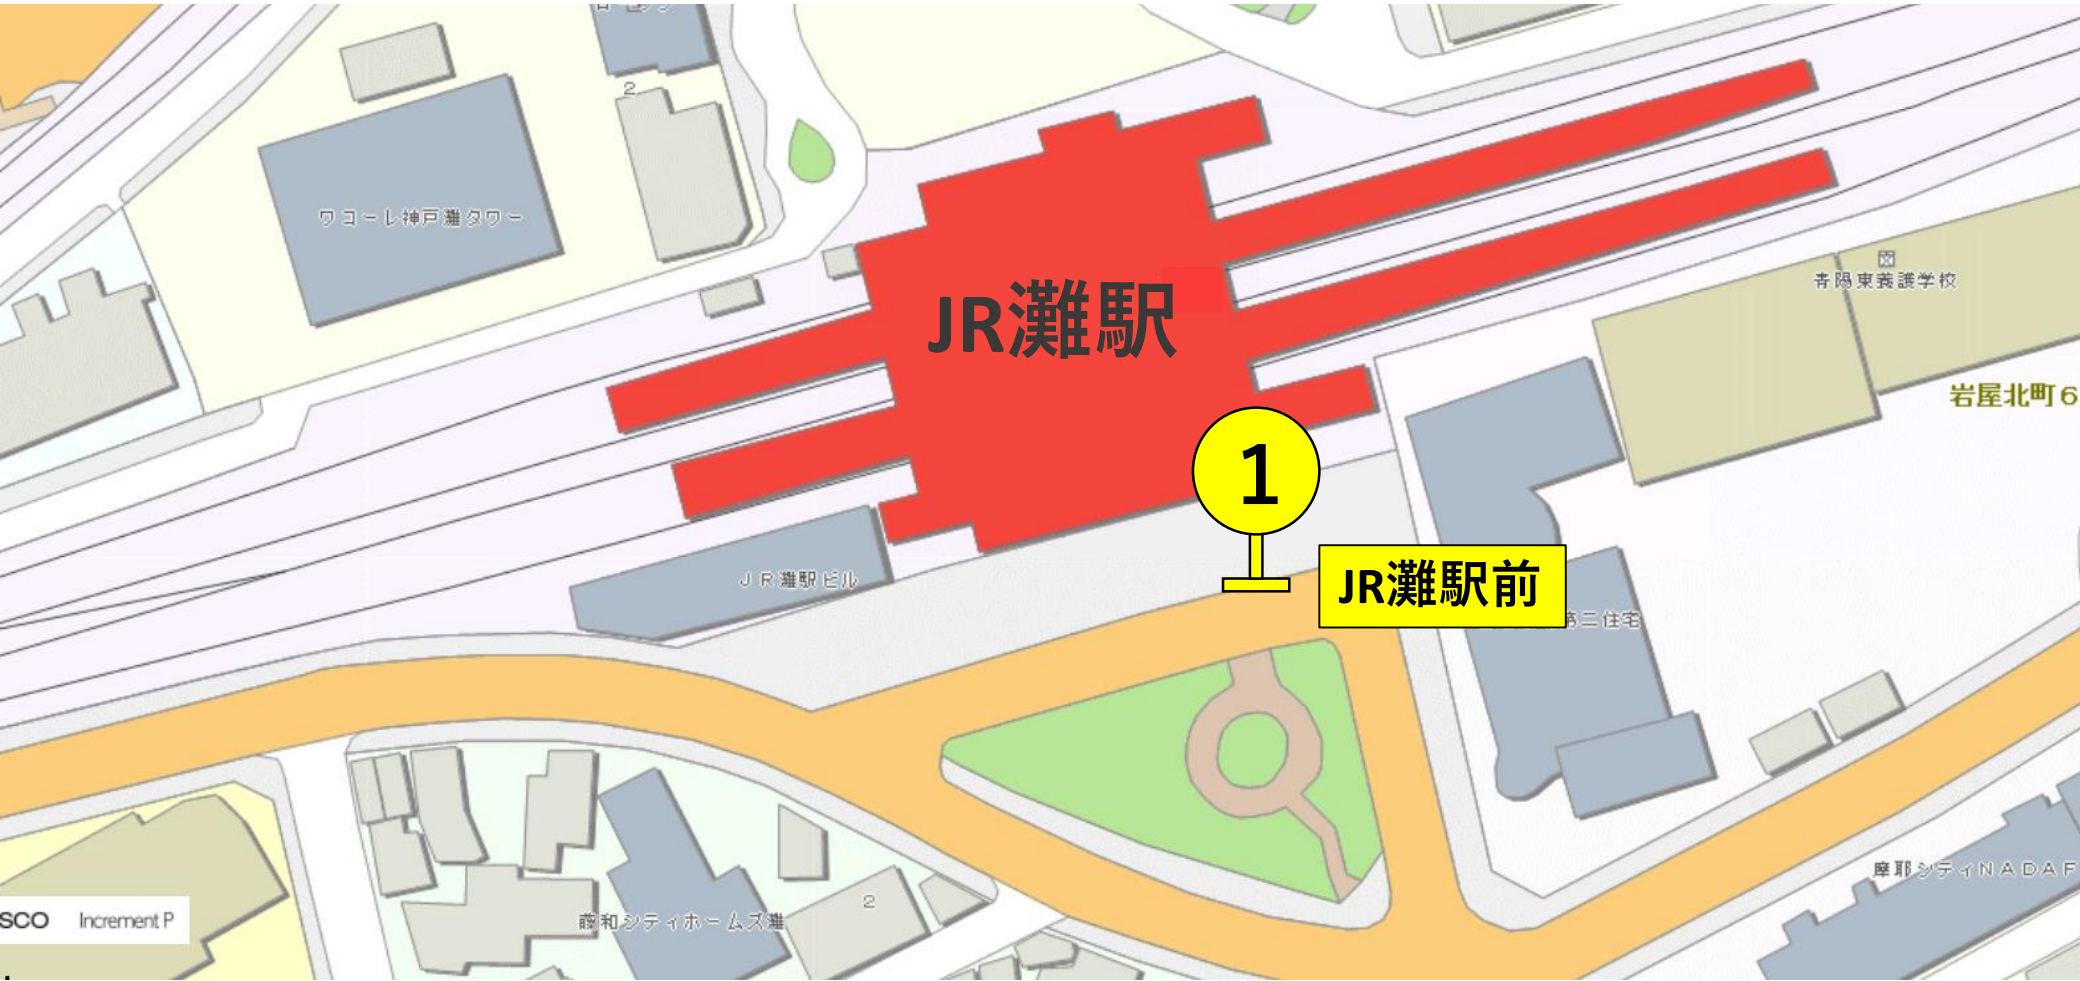 2
ワコーレ神戸灘タワー
青陽東養護学校
JR灘駅
岩屋北町6
1
JR灘駅ビル
JR灘駅前
第二住宅
摩耶シティNADAF
2
藤和シティホームズ灘
SCO Increment P